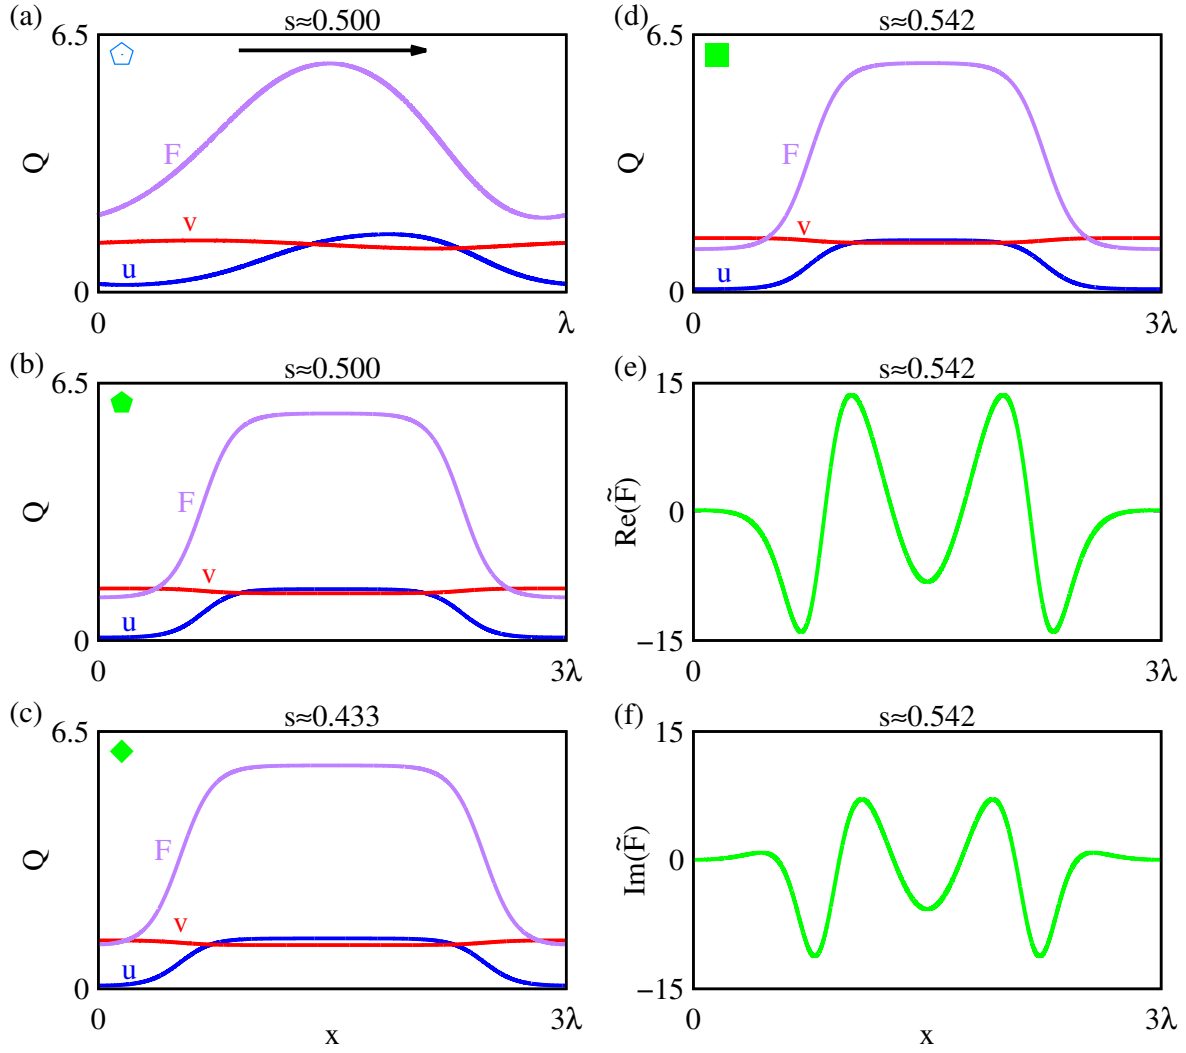 (a)
s≈0.500
6.5
Q
F
v
u
0
0
λ
(b)
s≈0.500
6.5
Q
F
v
u
0
0
3λ
(c)
s≈0.433
6.5
Q
F
v
u
0
0
x
3λ
(d)
s≈0.542
6.5
Q
F
v
u
0
0
3λ
(e)
s≈0.542
15
Re(F̃)
0
−15
0
3λ
(f)
s≈0.542
15
Im(F̃)
0
−15
0
x
3λ